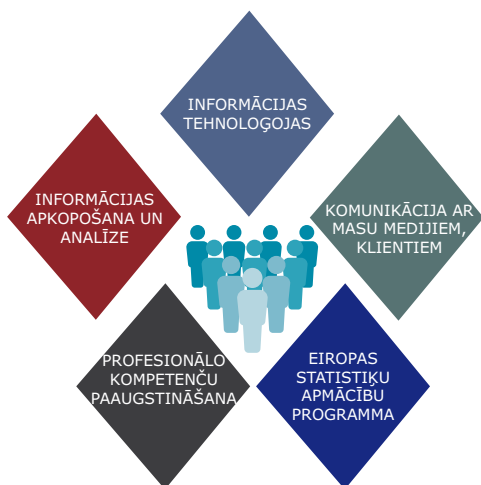 INFORMĀCIJAS
TEHNOLOĢOJAS
INFORMĀCIJAS
APKOPOŠANA UN
ANALĪZE
KOMUNIKĀCIJA AR
MASU MEDIJIEM,
KLIENTIEM
PROFESIONĀLO
KOMPETENČU
PAAUGSTINĀŠANA
EIROPAS
STATISTIĶU
APMĀCĪBU
PROGRAMMA